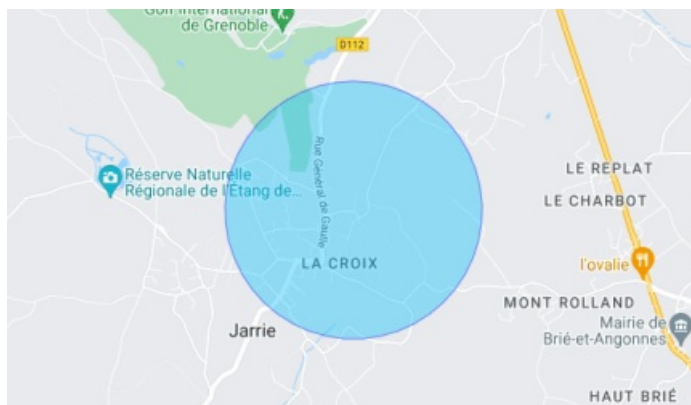 Golf International
de Grenoble
D112
Rue Général de Gaulle
Réserve Naturelle
Régionale de l'Étang de...
LE REPLAT
LE CHARBOT
l'ovalie
LA CROIX
MONT ROLLAND
Mairie de
Brié-et-Angonnes
Jarrie
HAUT BRIÉ